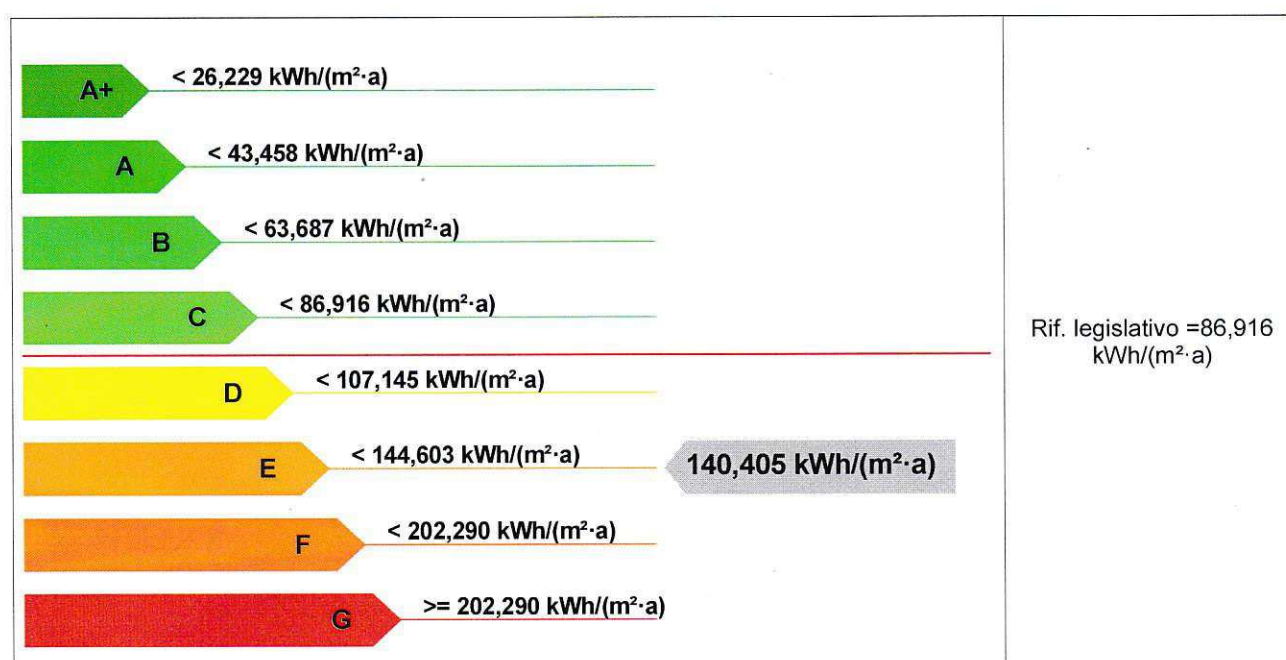 A+ < 26,229 kWh/(m²·a)
A < 43,458 kWh/(m²·a)
B < 63,687 kWh/(m²·a)
C < 86,916 kWh/(m²·a)
Rif. legislativo =86,916
kWh/(m²·a)
D < 107,145 kWh/(m²·a)
E < 144,603 kWh/(m²·a) 140,405 kWh/(m²·a)
F < 202,290 kWh/(m²·a)
G >= 202,290 kWh/(m²·a)